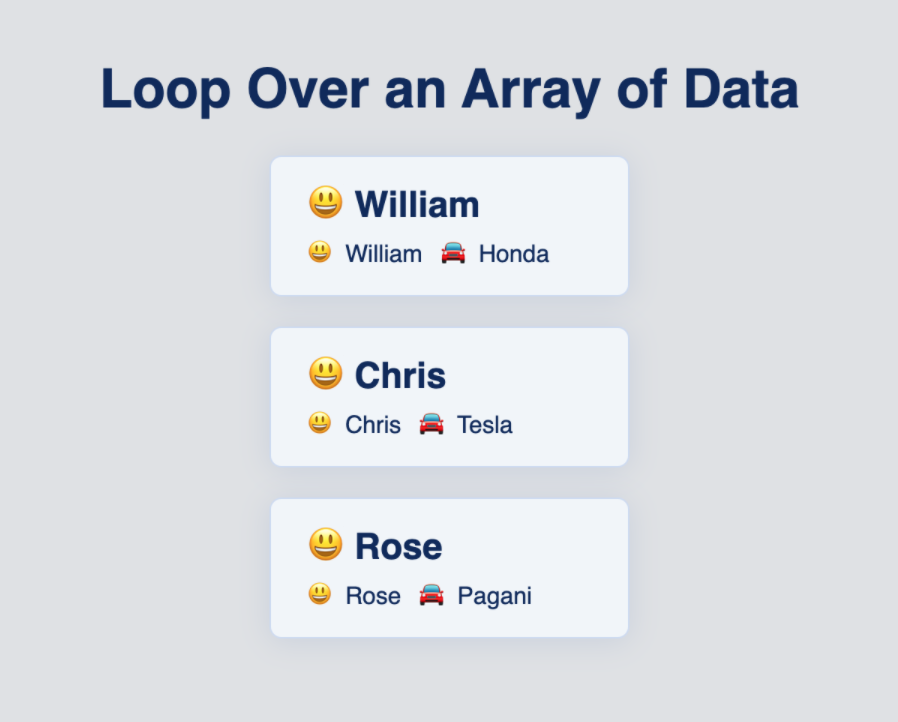 Loop Over an Array of Data
😃 William
😃 William 🚘 Honda
😃 Chris
😃 Chris 🚘 Tesla
😃 Rose
😃 Rose 🚘 Pagani